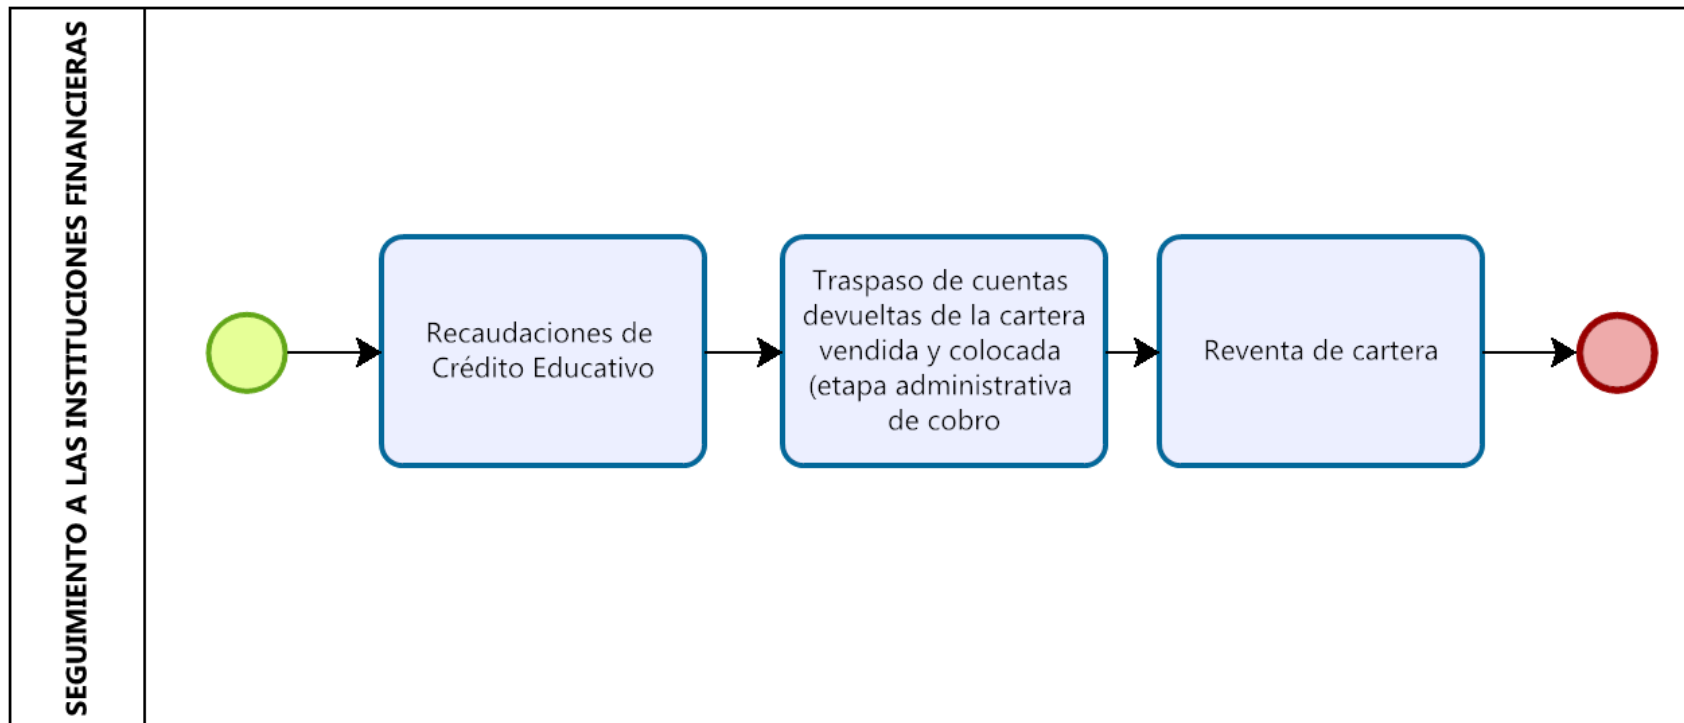 SEGUIMIENTO A LAS INSTITUCIONES FINANCIERAS
Recaudaciones de
Crédito Educativo
Traspaso de cuentas
devueltas de la cartera
vendida y colocada
(etapa administrativa
de cobro
Reventa de cartera